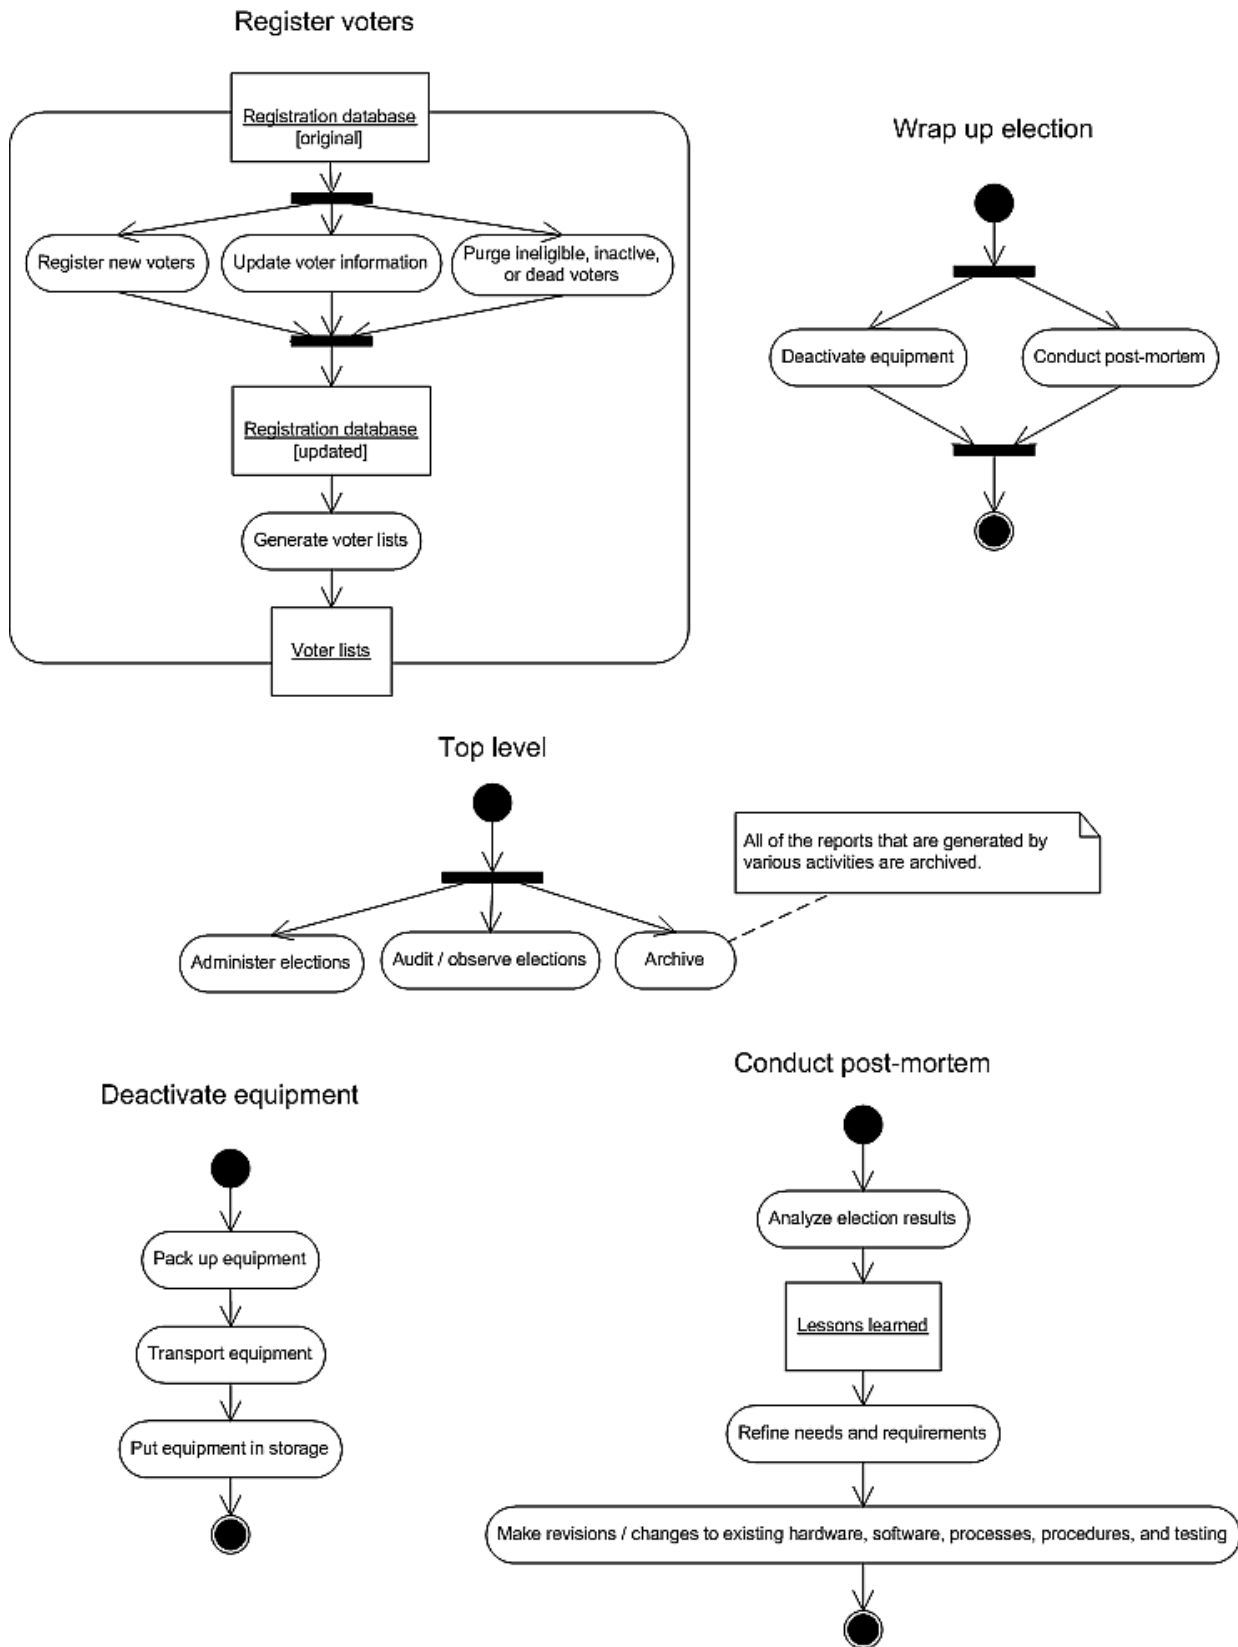 Register voters
Registration database
[original]
Register new voters
Update voter information
Purge ineligible, inactive,
or dead voters
Registration database
[updated]
Generate voter lists
Voter lists
Wrap up election
Deactivate equipment
Conduct post-mortem
Top level
All of the reports that are generated by
various activities are archived.
Administer elections
Audit / observe elections
Archive
Deactivate equipment
Pack up equipment
Transport equipment
Put equipment in storage
Conduct post-mortem
Analyze election results
Lessons learned
Refine needs and requirements
Make revisions / changes to existing hardware, software, processes, procedures, and testing